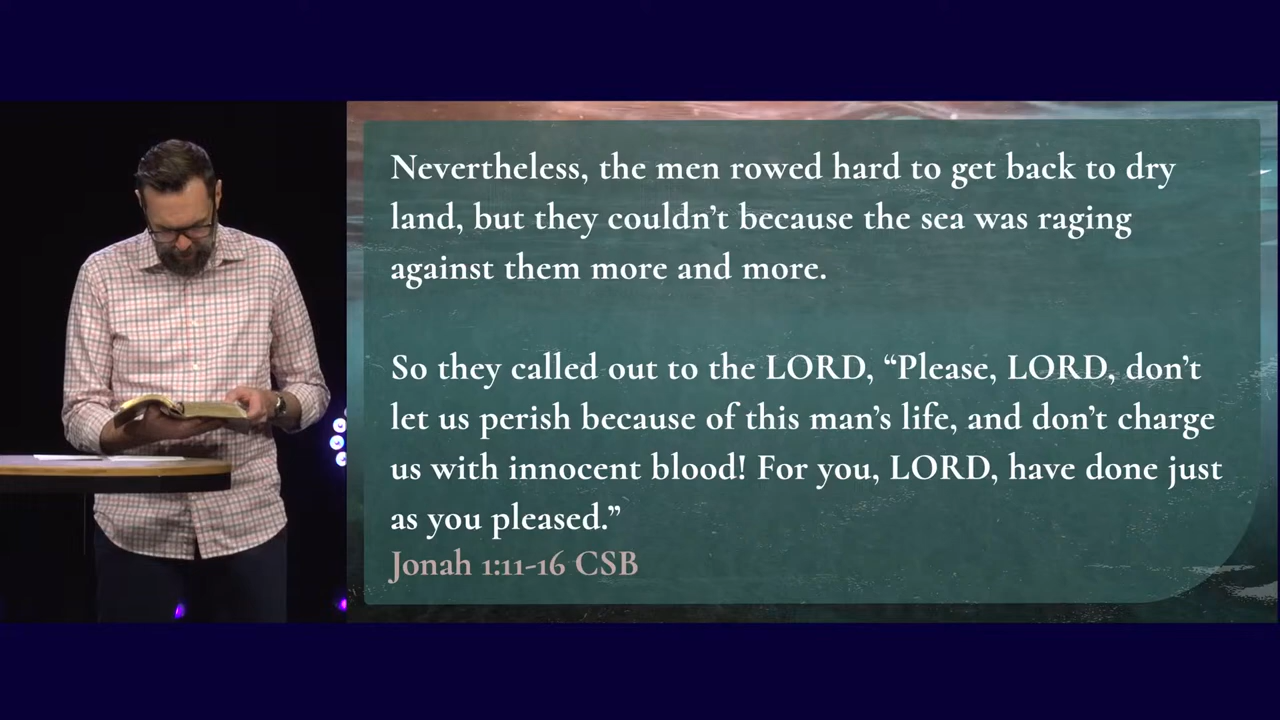 Nevertheless, the men rowed hard to get back to dry
land, but they couldn’t because the sea was raging
against them more and more.
So they called out to the LORD, “Please, LORD, don’t
let us perish because of this man’s life, and don’t charge
us with innocent blood! For you, LORD, have done just
as you pleased.”
Jonah 1:11-16 CSB